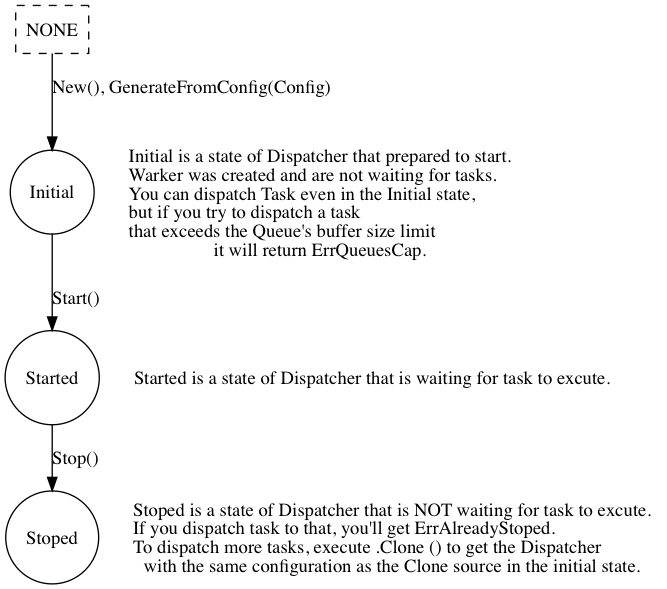 NONE
New(), GenerateFromConfig(Config)
Initial
Initial is a state of Dispatcher that prepared to start.
Warker was created and are not waiting for tasks.
You can dispatch Task even in the Initial state,
but if you try to dispatch a task
that exceeds the Queue's buffer size limit
it will return ErrQueuesCap.
Start()
Started
Started is a state of Dispatcher that is waiting for task to excute.
Stop()
Stoped
Stoped is a state of Dispatcher that is NOT waiting for task to excute.
If you dispatch task to that, you'll get ErrAlreadyStoped.
To dispatch more tasks, execute .Clone () to get the Dispatcher
with the same configuration as the Clone source in the initial state.